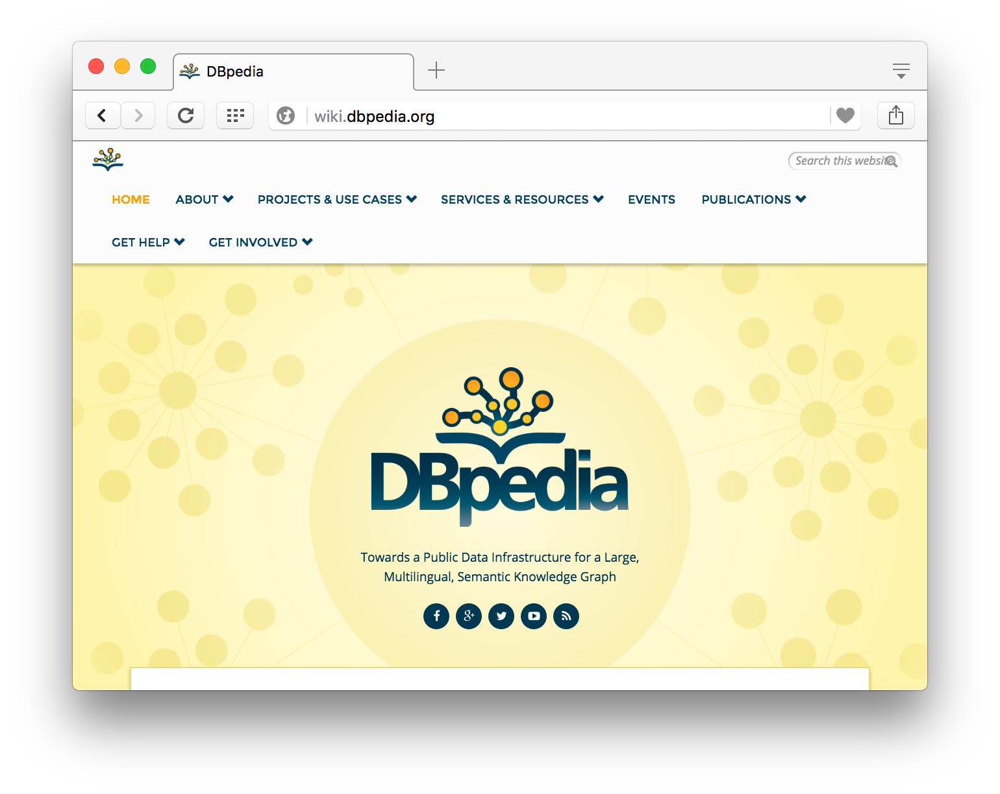 DBpedia
wiki.dbpedia.org
Search this website
HOME ABOUT PROJECTS & USE CASES SERVICES & RESOURCES EVENTS PUBLICATIONS
GET HELP GET INVOLVED
DBpedia
Towards a Public Data Infrastructure for a Large,
Multilingual, Semantic Knowledge Graph